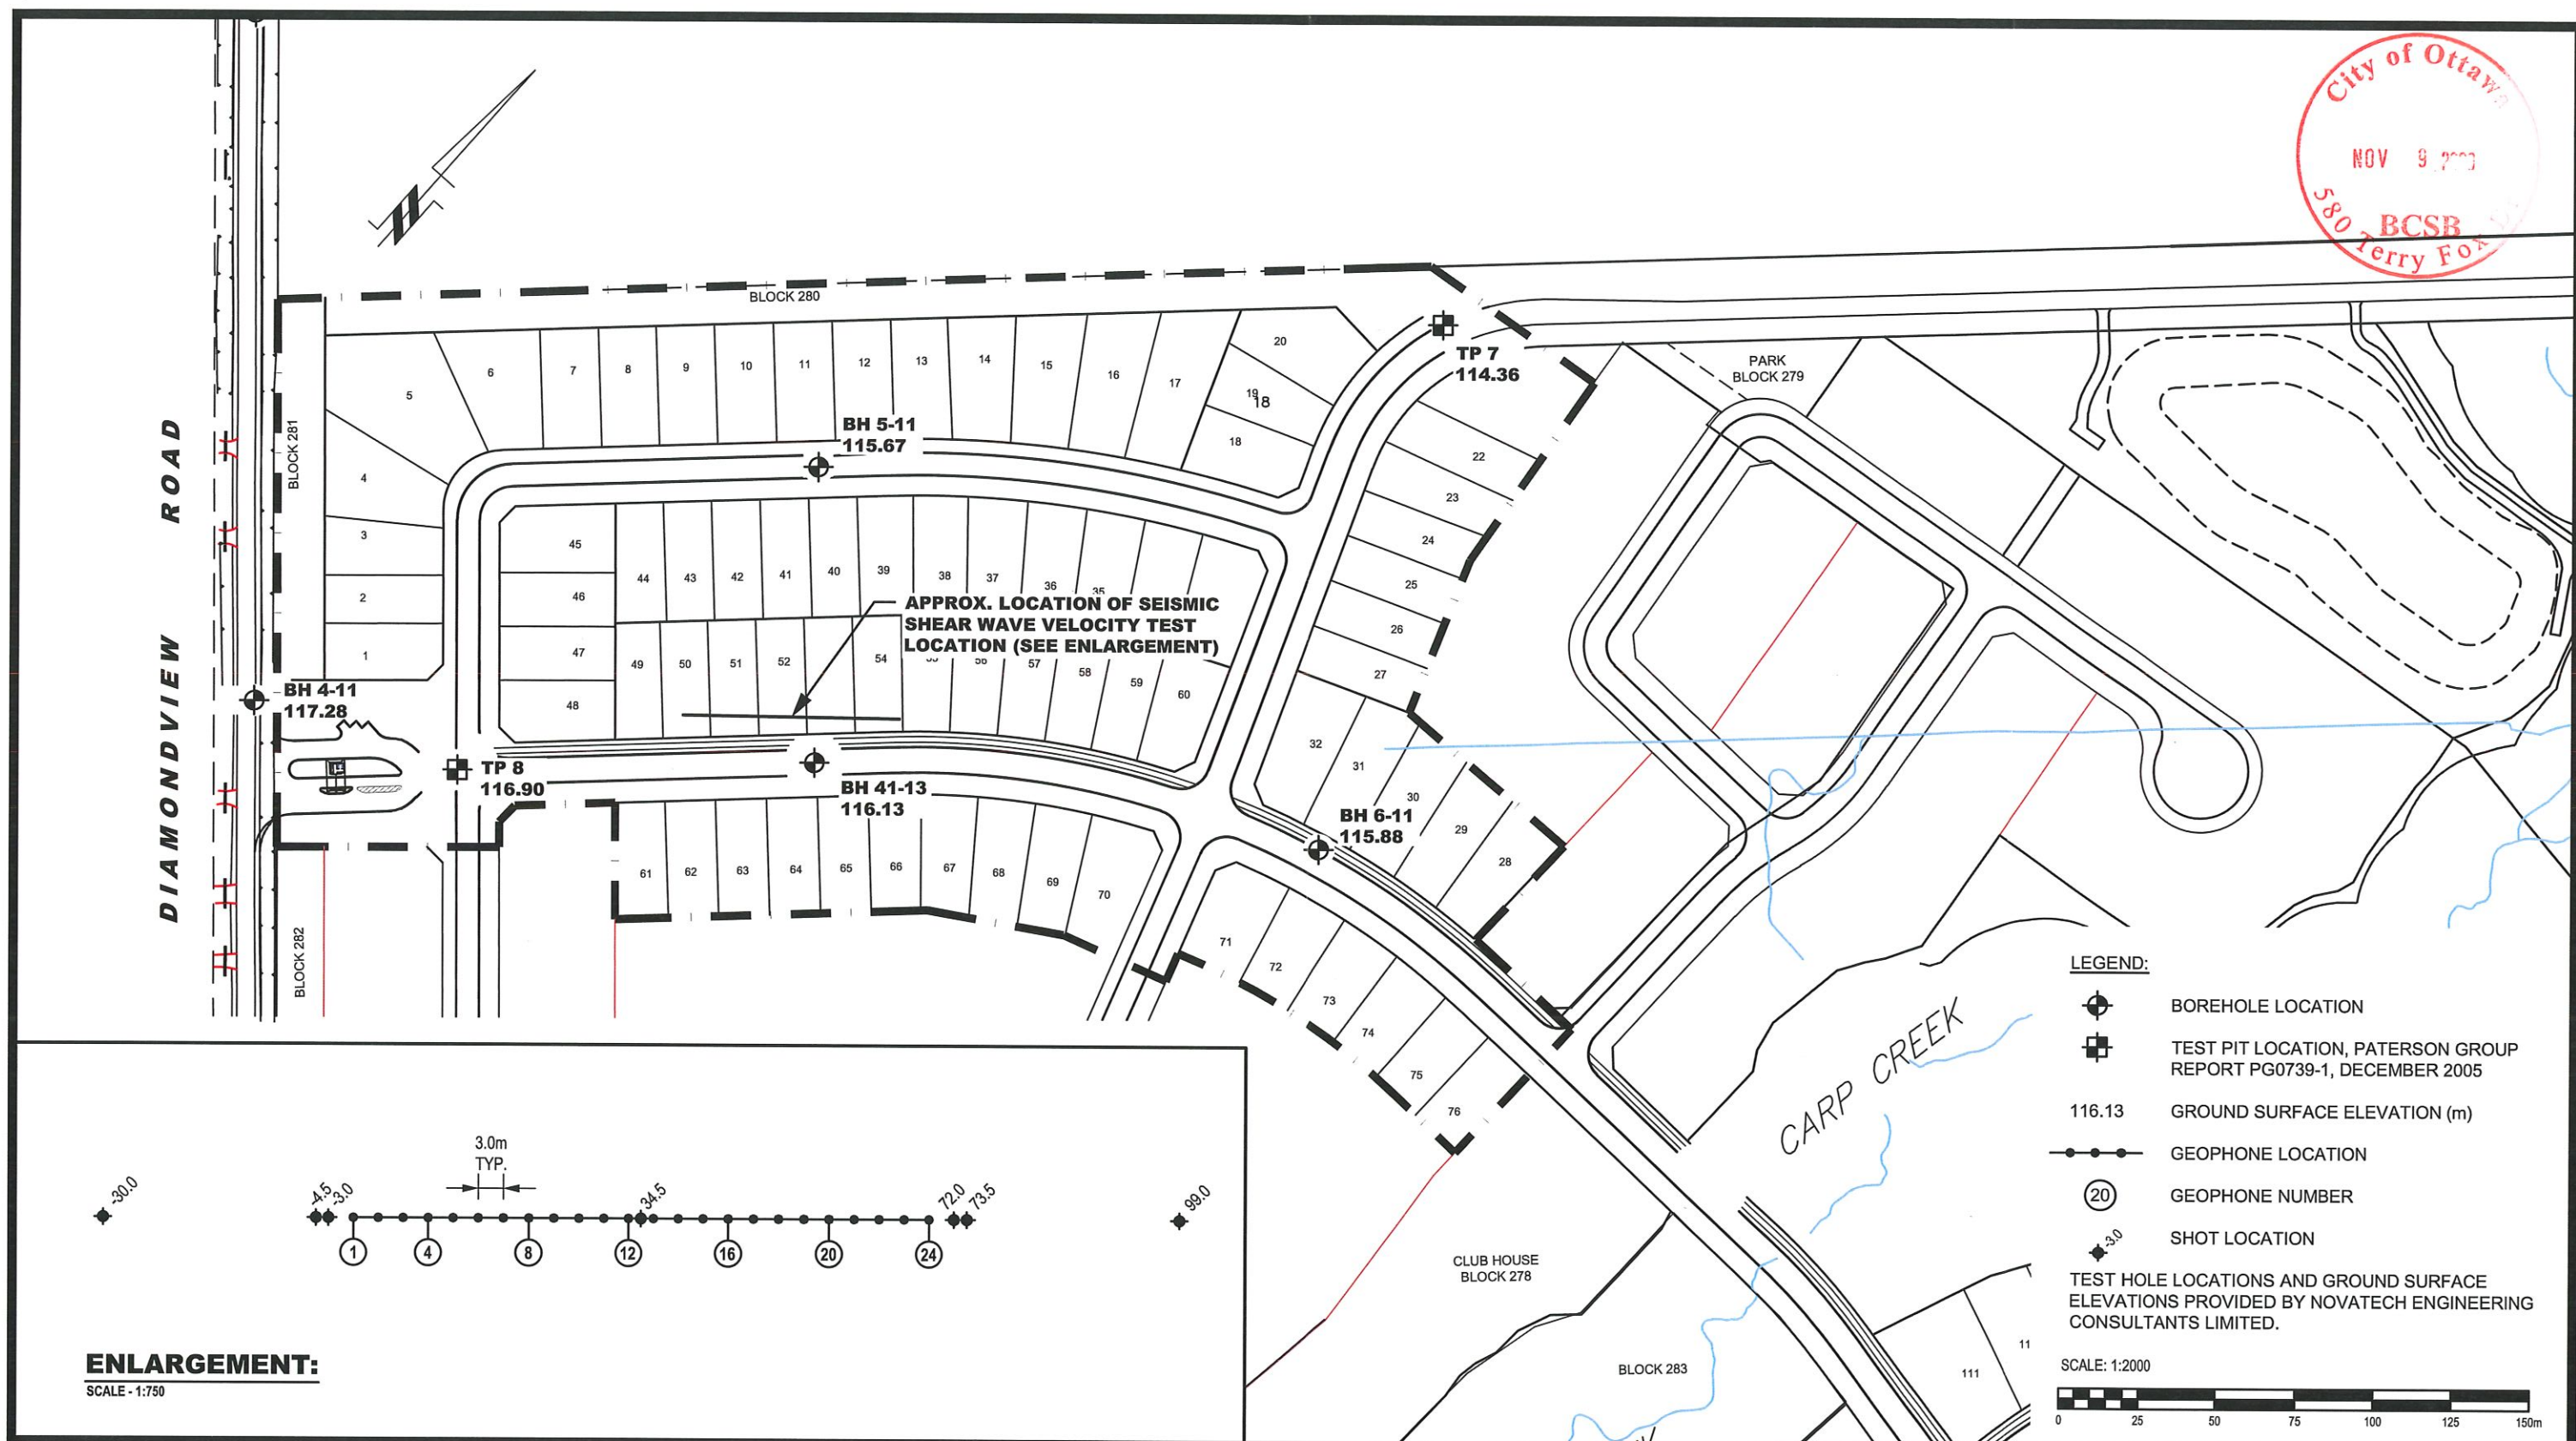 City of Ottawa
NOV 9
BCSB
580 Terry Fox
DIAMONDVIEW ROAD
BLOCK 280
BLOCK 281
BLOCK 282
PARK
BLOCK 279
TP 7
114.36
BH 5-11
115.67
BH 4-11
117.28
TP 8
116.90
BH 41-13
116.13
BH 6-11
115.88
APPROX. LOCATION OF SEISMIC
SHEAR WAVE VELOCITY TEST
LOCATION (SEE ENLARGEMENT)
1
2
3
4
5
6
7
8
9
10
11
12
13
14
15
16
17
18
19
18
20
22
23
24
25
26
27
28
29
30
31
32
35
36
37
38
39
40
41
42
43
44
45
46
47
48
49
50
51
52
54
56
57
58
59
60
61
62
63
64
65
66
67
68
69
70
71
72
73
74
75
76
CARP CREEK
CLUB HOUSE
BLOCK 278
BLOCK 283
111
11
3.0m
TYP.
-30.0
-4.5
-3.0
34.5
72.0
73.5
99.0
1
4
8
12
16
20
24
ENLARGEMENT:
SCALE - 1:750
LEGEND:
BOREHOLE LOCATION
TEST PIT LOCATION, PATERSON GROUP
REPORT PG0739-1, DECEMBER 2005
116.13 GROUND SURFACE ELEVATION (m)
GEOPHONE LOCATION
20 GEOPHONE NUMBER
-3.0 SHOT LOCATION
TEST HOLE LOCATIONS AND GROUND SURFACE
ELEVATIONS PROVIDED BY NOVATECH ENGINEERING
CONSULTANTS LIMITED.
SCALE: 1:2000
0 25 50 75 100 125 150m